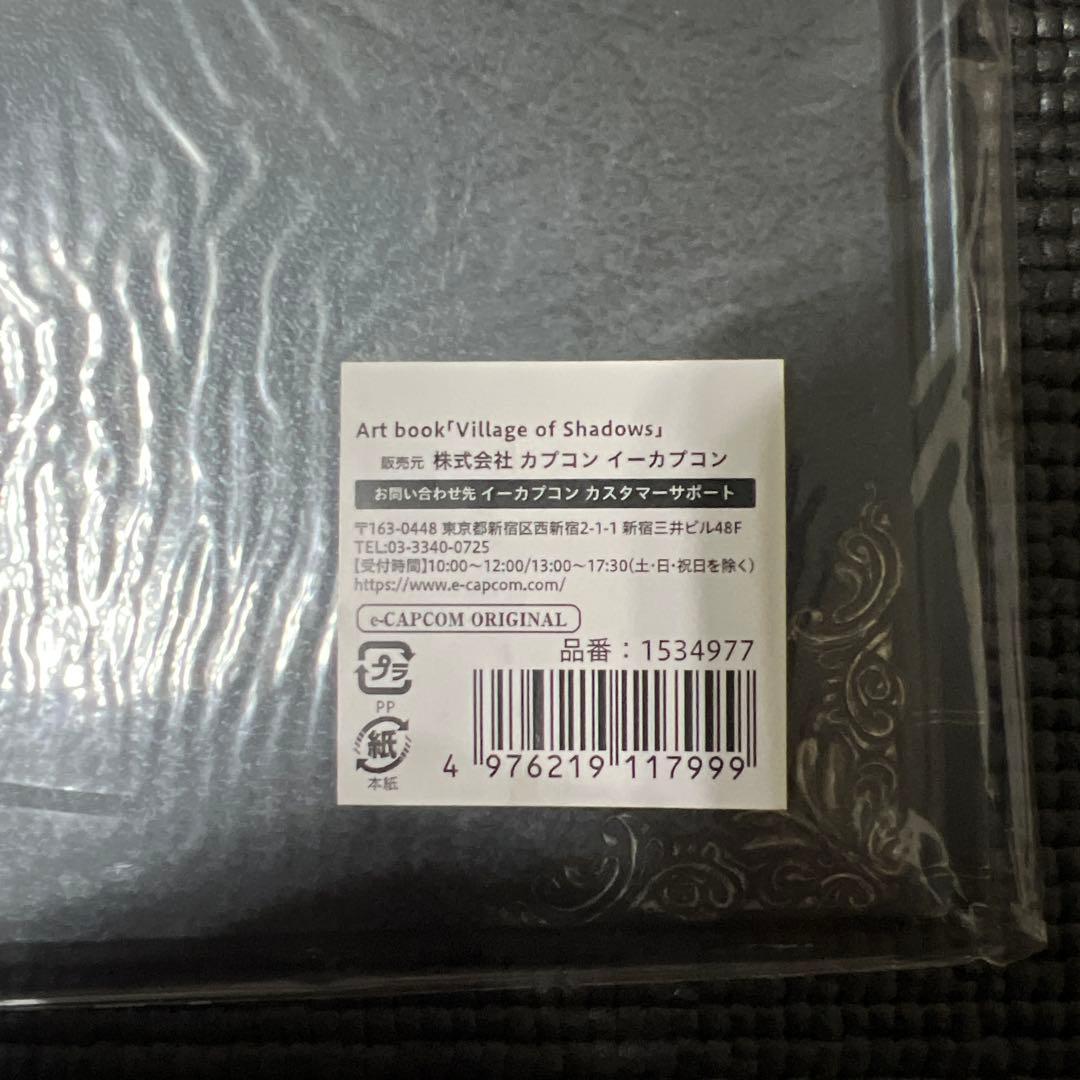 Art book「Village of Shadows」
販売元 株式会社 カプコン イーカプコン
お問い合わせ先 イーカプコン カスタマーサポート
〒163-0448 東京都新宿区西新宿2-1-1 新宿三井ビル48F
TEL:03-3340-0725
【受付時間】10:00～12:00/13:00～17:30(土・日・祝日を除く)
https://www.e-capcom.com/
e-CAPCOM ORIGINAL
品番：1534977
プラ
PP
紙
本紙
4 976219 117999